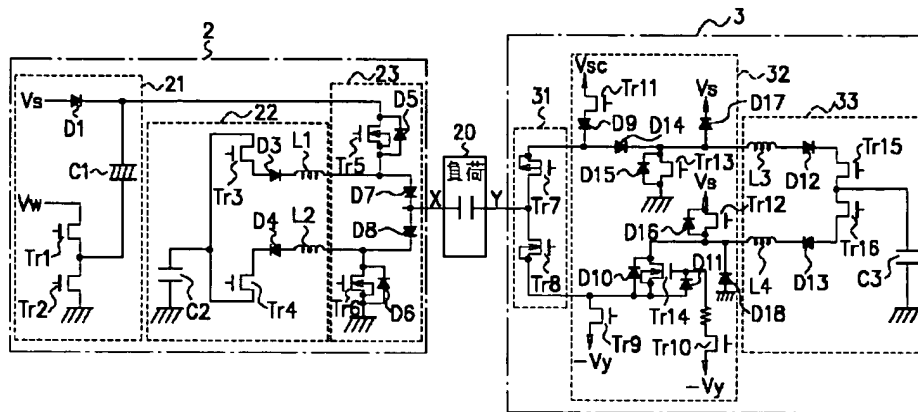 2
3
21
22
23
20
31
32
33
Vs
D1
C1
Vw
Tr1
Tr2
C2
Tr3
D3
L1
D4
L2
Tr4
Tr5
D5
D7
D8
Tr6
D6
X
負荷
Y
Tr7
Tr8
Vsc
Tr11
D9
D14
Vs
D17
D15
Tr13
Vs
Tr12
D16
D10
D11
Tr14
D18
Tr9
-Vy
Tr10
-Vy
L3
D12
Tr15
Tr16
L4
D13
C3